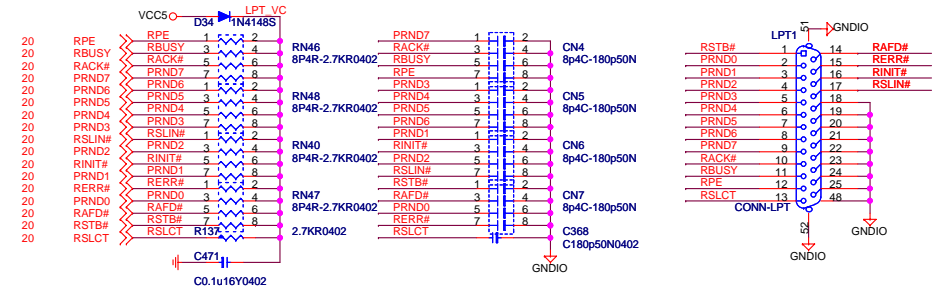 VCC5 LPT_VC
D34 1N4148S
20 RPE RPE 1 2
20 RBUSY RBUSY 3 4 RN46
20 RACK# RACK# 5 6 8P4R-2.7KR0402
20 PRND7 PRND7 7 8
20 PRND6 PRND6 1 2
20 PRND5 PRND5 3 4 RN48
20 PRND4 PRND4 5 6 8P4R-2.7KR0402
20 PRND3 PRND3 7 8
20 RSLIN# RSLIN# 1 2
20 PRND2 PRND2 3 4 RN40
20 RINIT# RINIT# 5 6 8P4R-2.7KR0402
20 PRND1 PRND1 7 8
20 RERR# RERR# 1 2
20 PRND0 PRND0 3 4 RN47
20 RAFD# RAFD# 5 6 8P4R-2.7KR0402
20 RSTB# RSTB# 7 8
20 RSLCT RSLCT R137 2.7KR0402
C471
C0.1u16Y0402
PRND7 1 2
RACK# 3 4 CN4
RBUSY 5 6 8p4C-180p50N
RPE 7 8
PRND3 1 2
PRND4 3 4 CN5
PRND5 5 6 8p4C-180p50N
PRND6 7 8
PRND1 1 2
RINIT# 3 4 CN6
PRND2 5 6 8p4C-180p50N
RSLIN# 7 8
RSTB# 1 2
RAFD# 3 4 CN7
PRND0 5 6 8p4C-180p50N
RERR# 7 8
RSLCT C368
C180p50N0402
GNDIO
51 GNDIO
LPT1
RSTB# 1 14 RAFD#
PRND0 2 15 RERR#
PRND1 3 16 RINIT#
PRND2 4 17 RSLIN#
PRND3 5 18
PRND4 6 19
PRND5 7 20
PRND6 8 21
PRND7 9 22
RACK# 10 23
RBUSY 11 24
RPE 12 25
RSLCT 13 48
CONN-LPT
52
GNDIO
GNDIO